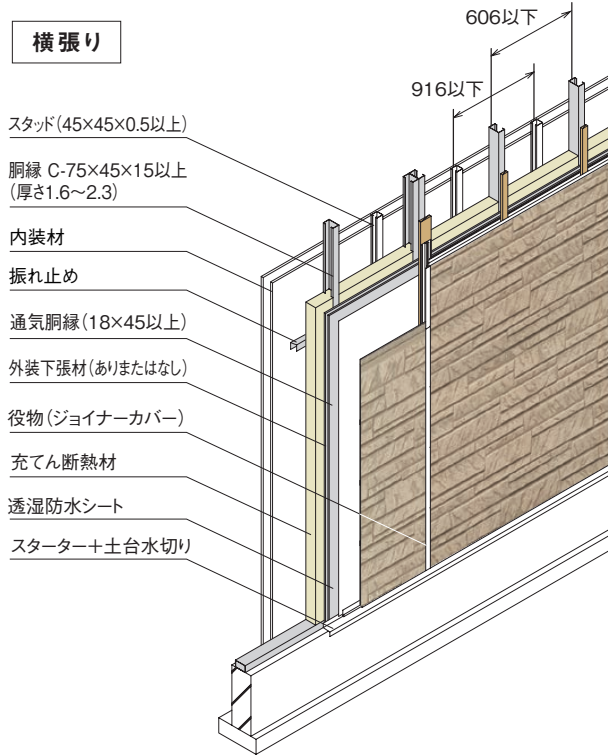 横張り
606以下
916以下
スタッド(45×45×0.5以上)
胴縁 C-75×45×15以上
(厚さ1.6〜2.3)
内装材
振れ止め
通気胴縁(18×45以上)
外装下張材(ありまたはなし)
役物(ジョイナーカバー)
充てん断熱材
透湿防水シート
スターター+土台水切り